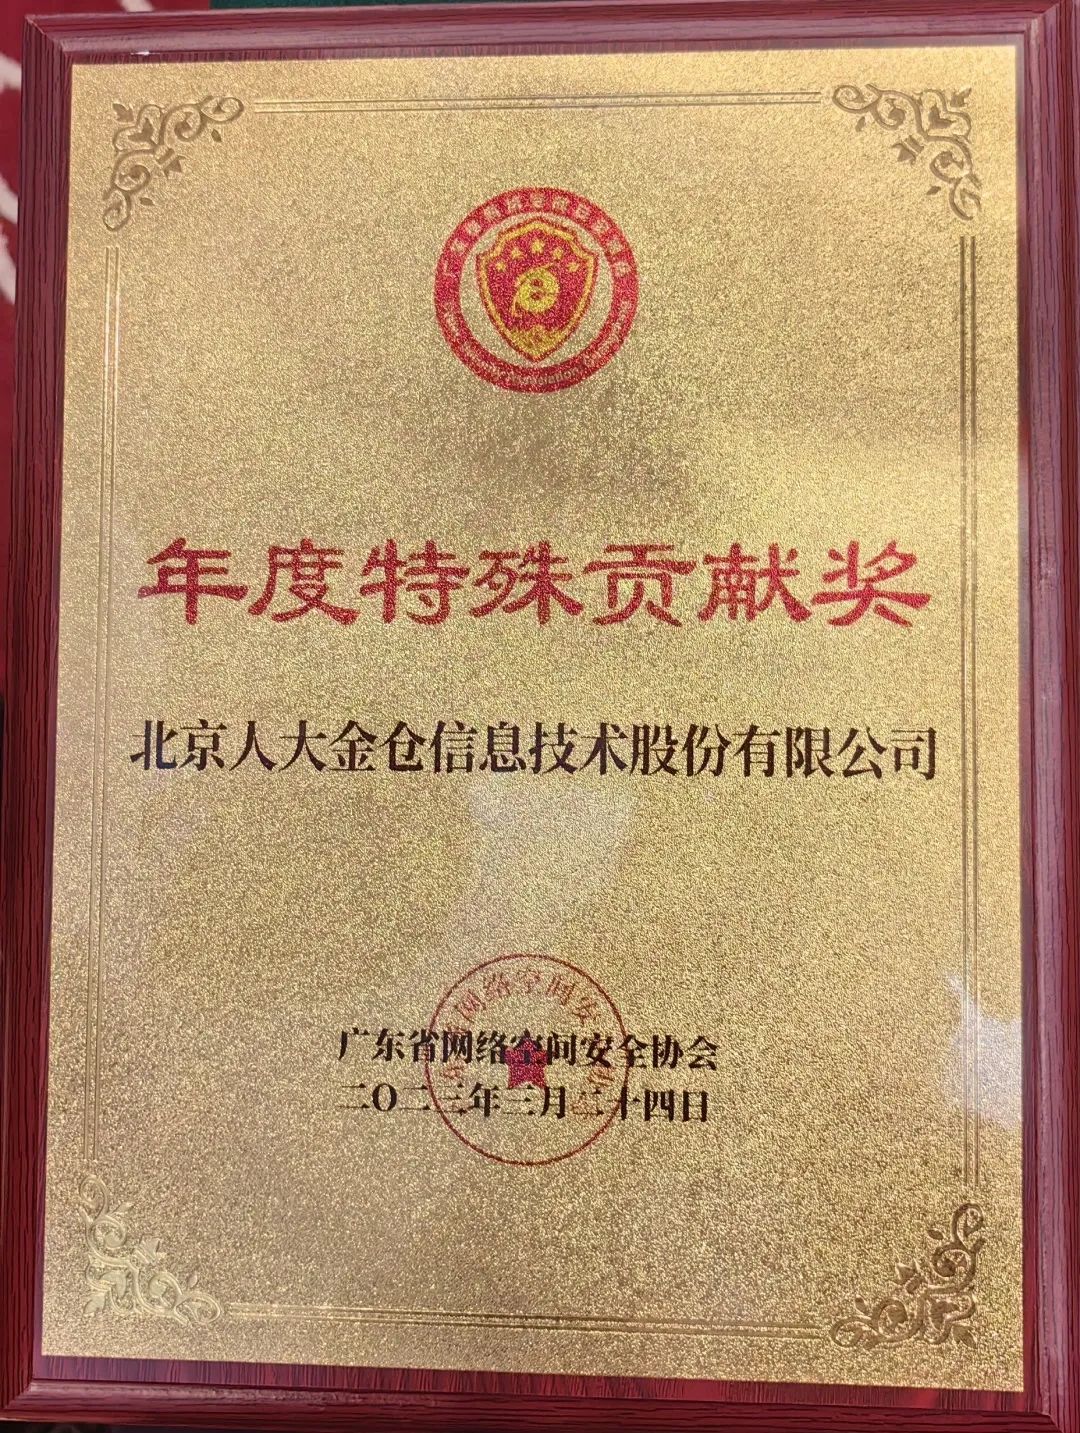 年度特殊贡献奖
北京人大金仓信息技术股份有限公司
广东省网络空间安全协会
二〇二三年三月二十四日